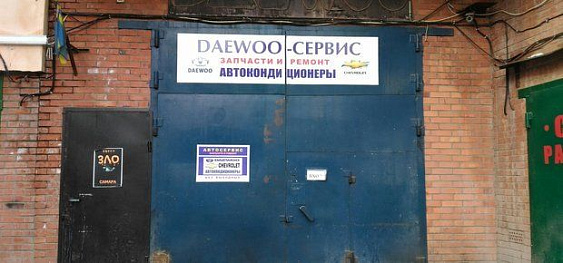 DAEWOO-СЕРВИС
ЗАПЧАСТИ И РЕМОНТ
DAEWOO АВТОКОНДИЦИОНЕРЫ CHEVROLET
АВТОСЕРВИС
CHEVROLET
АВТОКОНДИЦИОНЕРЫ
ЗЛО
САМАРА